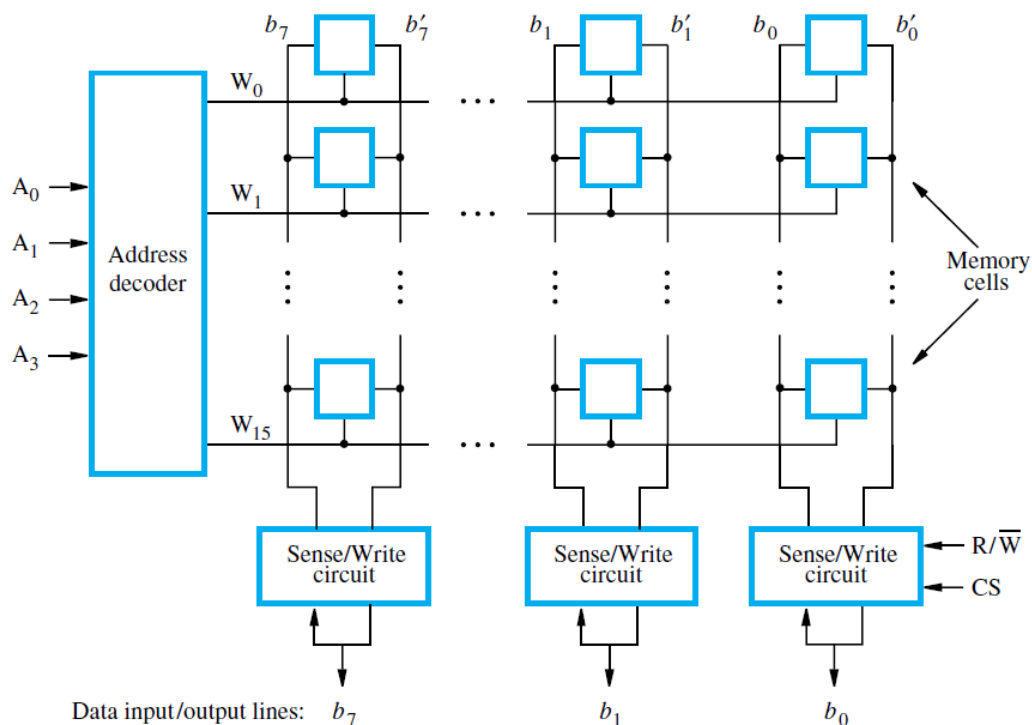 b₇ b′₇ b₁ b′₁ b₀ b′₀
W₀
•••
A₀
W₁
•••
A₁
Address
decoder
Memory
cells
A₂
A₃
W₁₅
•••
Sense/Write
circuit
Sense/Write
circuit
Sense/Write
circuit
R/W̅
CS
Data input/output lines: b₇ b₁ b₀